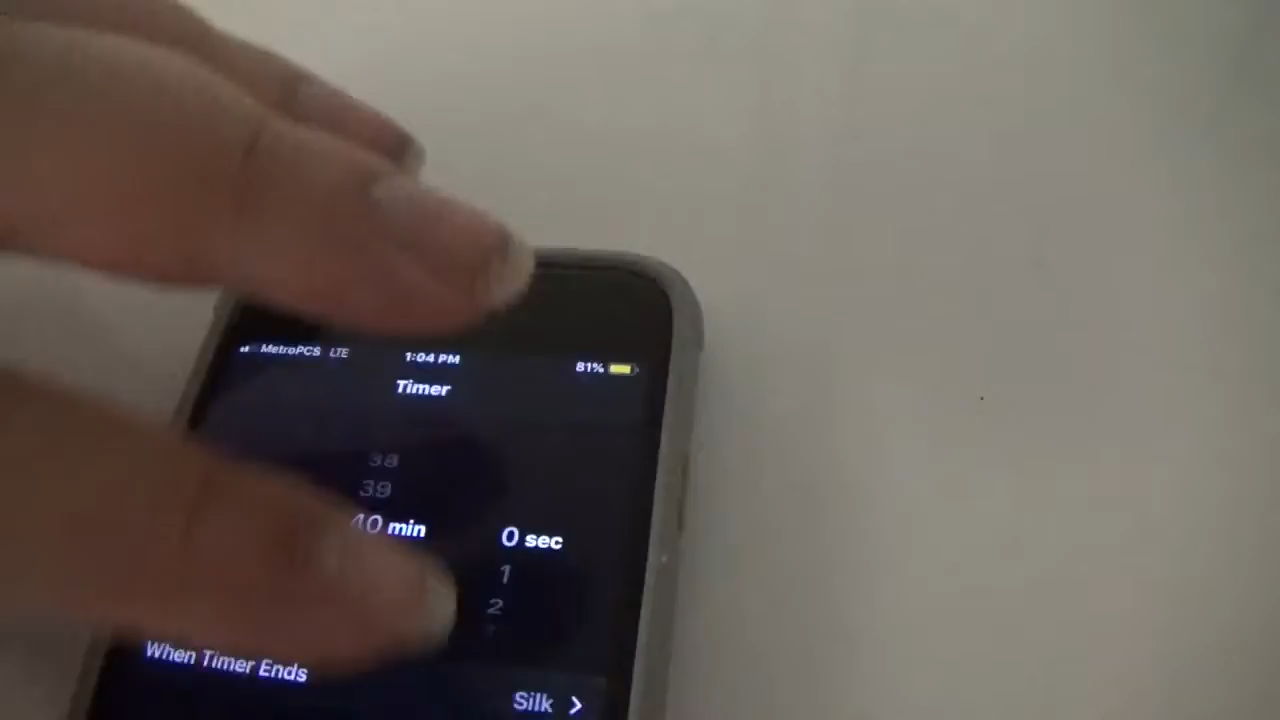 MetroPCS LTE 1:04 PM 81%
Timer
38
39
40 min 0 sec
1
2
When Timer Ends
Silk >